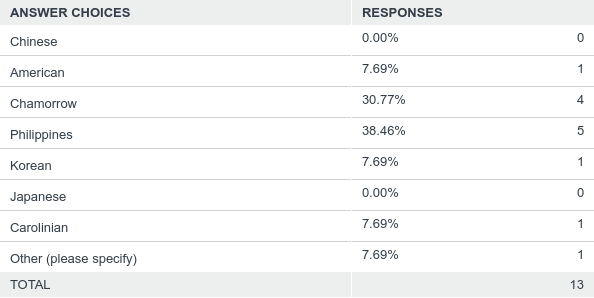 ANSWER CHOICES RESPONSES
Chinese 0.00% 0
American 7.69% 1
Chamorrow 30.77% 4
Philippines 38.46% 5
Korean 7.69% 1
Japanese 0.00% 0
Carolinian 7.69% 1
Other (please specify) 7.69% 1
TOTAL 13